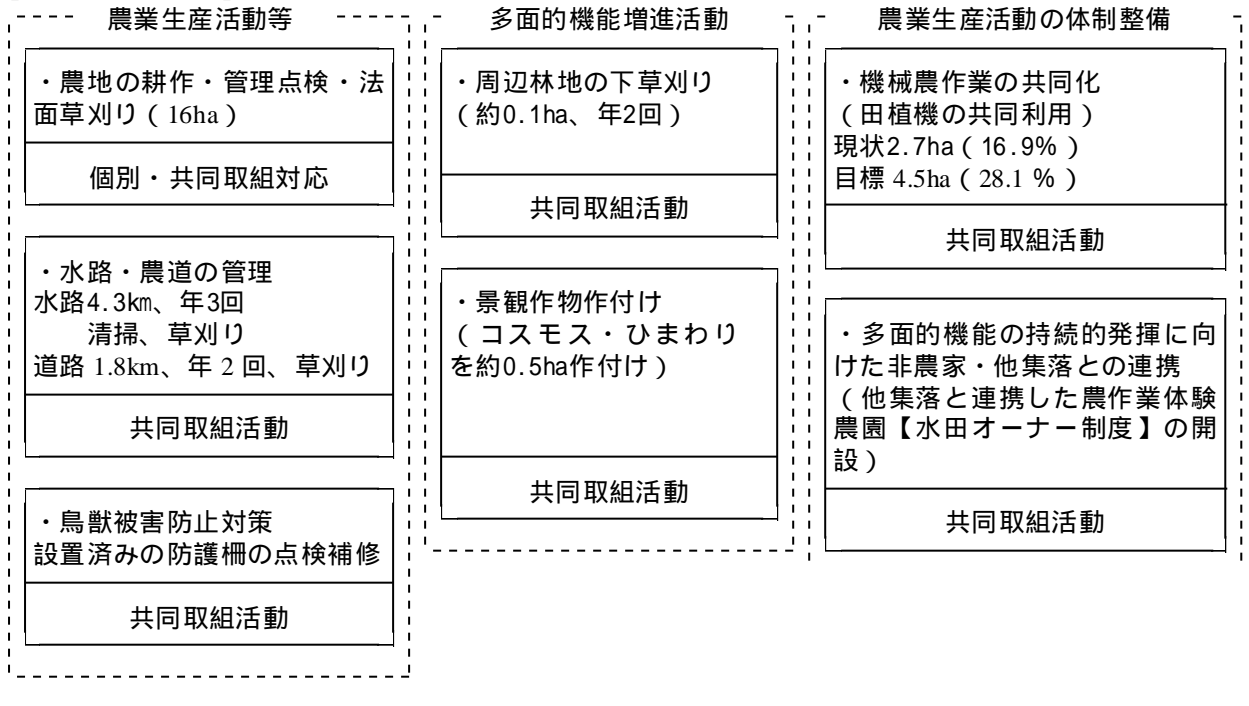 農業生産活動等
・農地の耕作・管理点検・法
面草刈り（16ha）
個別・共同取組対応
・水路・農道の管理
水路4.3㎞、年3回
清掃、草刈り
道路 1.8km、年 2 回、草刈り
共同取組活動
・鳥獣被害防止対策
設置済みの防護柵の点検補修
共同取組活動
多面的機能増進活動
・周辺林地の下草刈り
（約0.1ha、年2回）
共同取組活動
・景観作物作付け
（コスモス・ひまわり
を約0.5ha作付け）
共同取組活動
農業生産活動の体制整備
・機械農作業の共同化
（田植機の共同利用）
現状2.7ha（16.9%）
目標 4.5ha（28.1 %）
共同取組活動
・多面的機能の持続的発揮に向
けた非農家・他集落との連携
（他集落と連携した農作業体験
農園【水田オーナー制度】の開
設）
共同取組活動